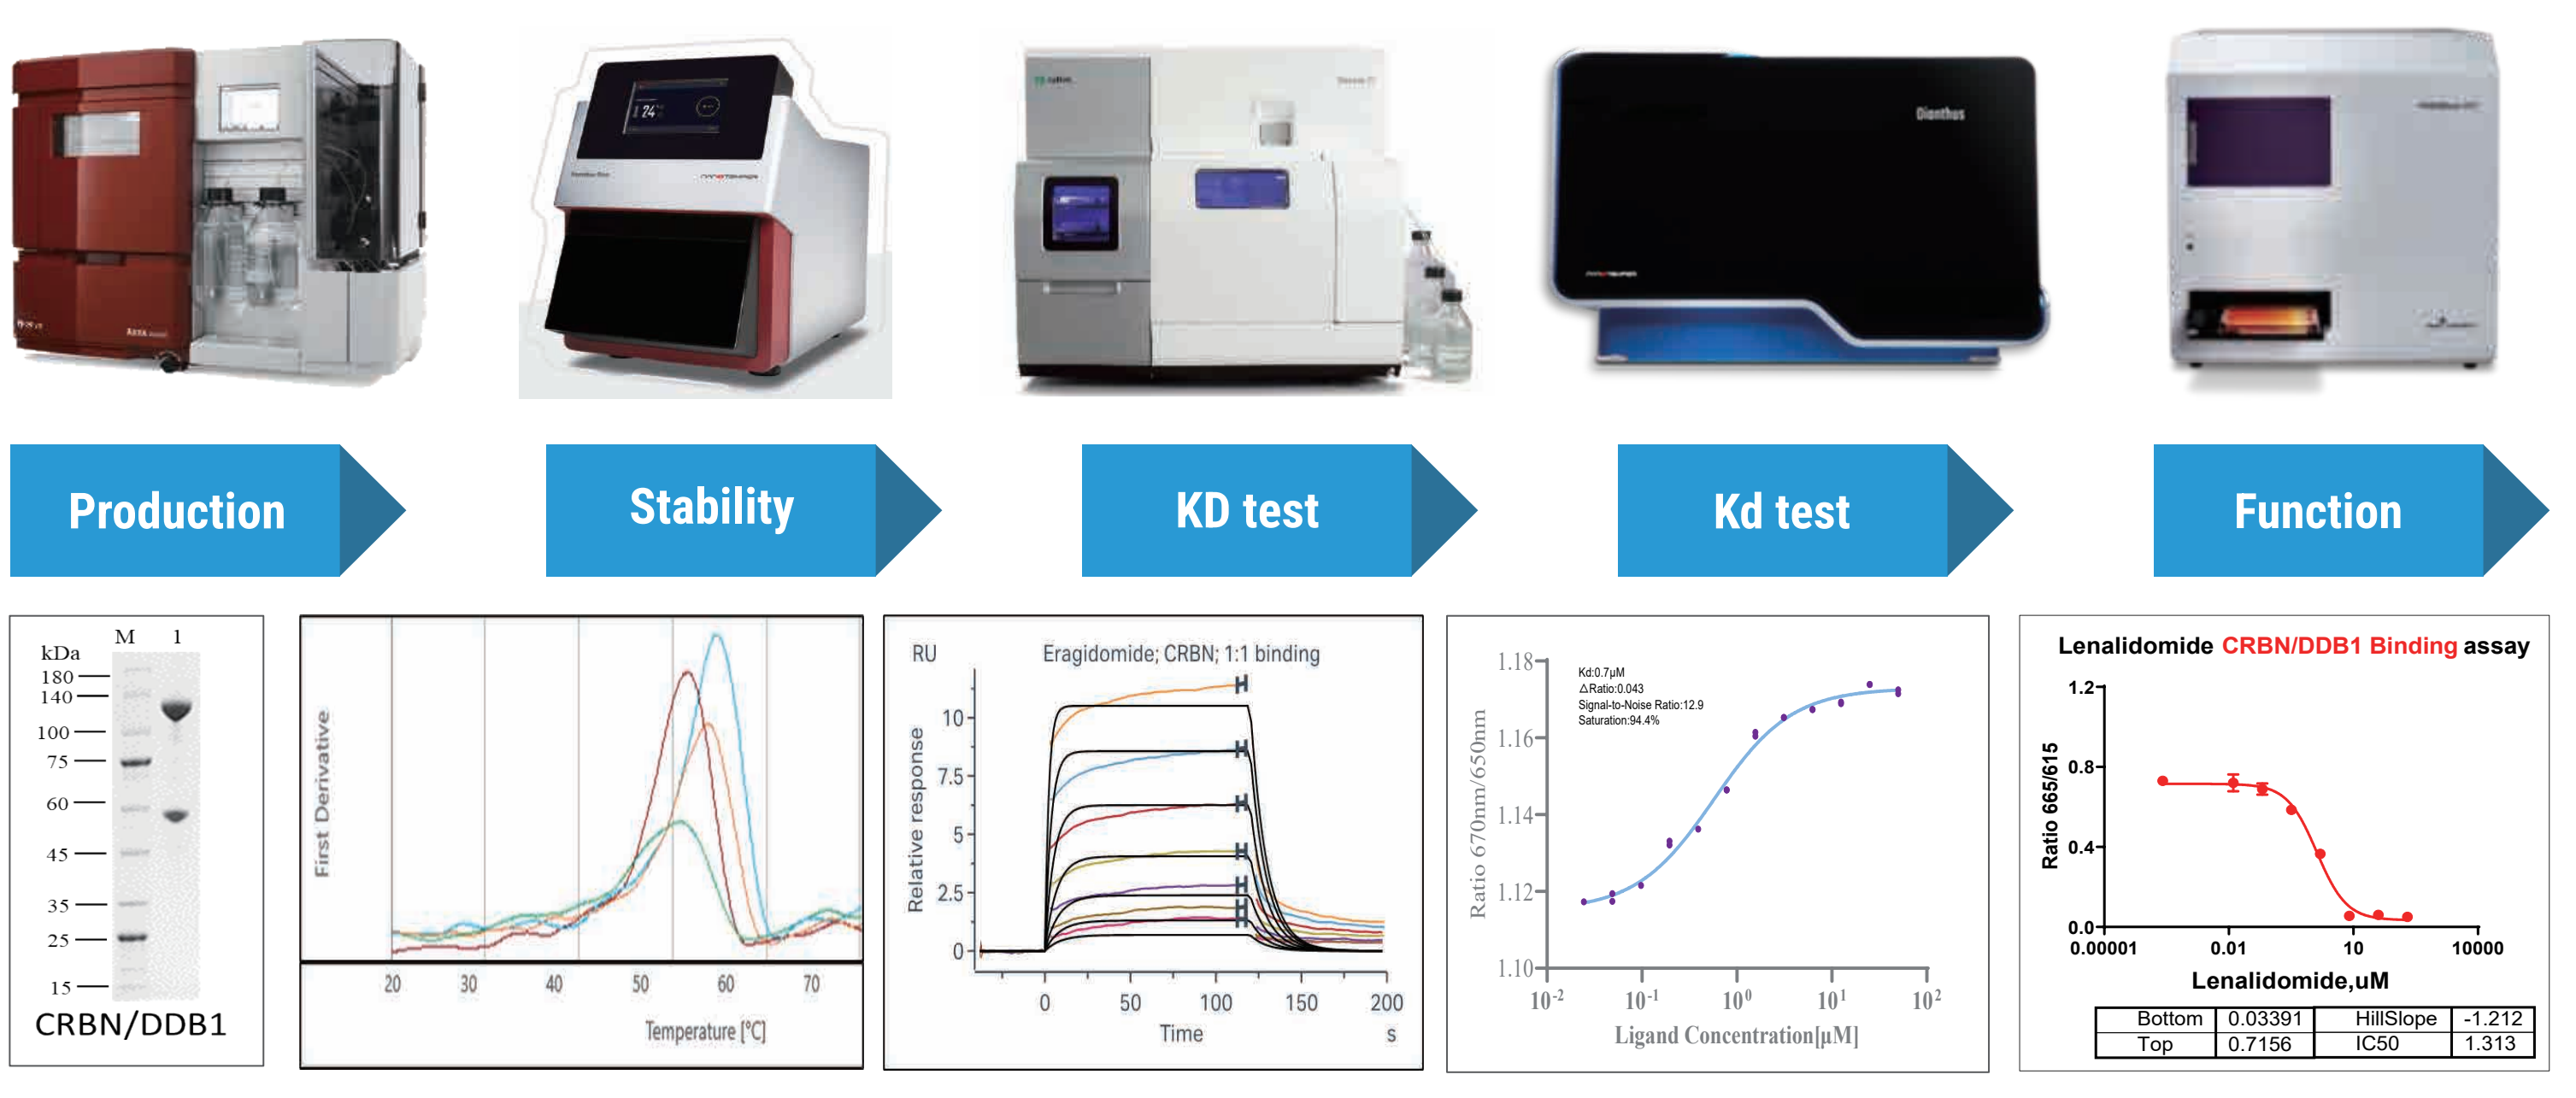 24
NANOTEMPER
Dianthus
NANOTEMPER
ÄKTA
Production
Stability
KD test
Kd test
Function
M 1
kDa
180
140
100
75
60
45
35
25
15
CRBN/DDB1
First Derivative
20 30 40 50 60 70
Temperature [°C]
RU
Eragidomide; CRBN; 1:1 binding
Relative response
10
7.5
5
2.5
0
0 50 100 150 200
Time
s
Kd:0.7μM
△Ratio:0.043
Signal-to-Noise Ratio:12.9
Saturation:94.4%
Ratio 670nm/650nm
1.18
1.16
1.14
1.12
1.10
10-2 10-1 100 101 102
Ligand Concentration[μM]
Lenalidomide CRBN/DDB1 Binding assay
Ratio 665/615
1.2
0.8
0.4
0.0
0.00001 0.01 10 10000
Lenalidomide,uM
Bottom 0.03391 HillSlope -1.212
Top 0.7156 IC50 1.313